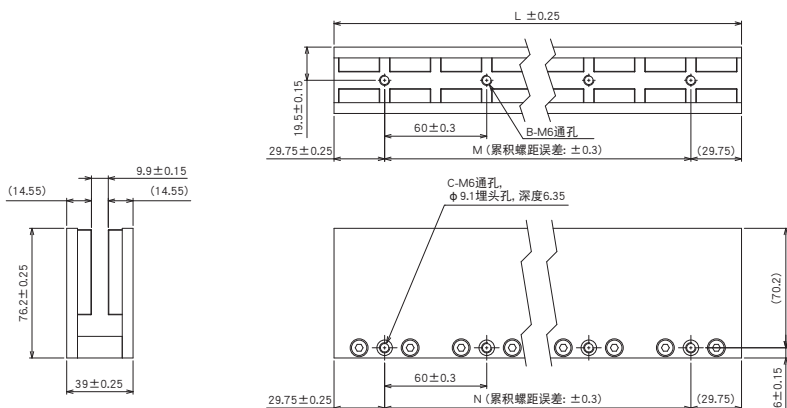 L ±0.25
19.5±0.15
60±0.3
B-M6通孔
29.75±0.25
M (累积螺距误差: ±0.3)
(29.75)
9.9±0.15
(14.55)
(14.55)
C-M6通孔,
φ9.1埋头孔, 深度6.35
76.2±0.25
(70.2)
39±0.25
60±0.3
6±0.15
29.75±0.25
N (累积螺距误差: ±0.3)
(29.75)